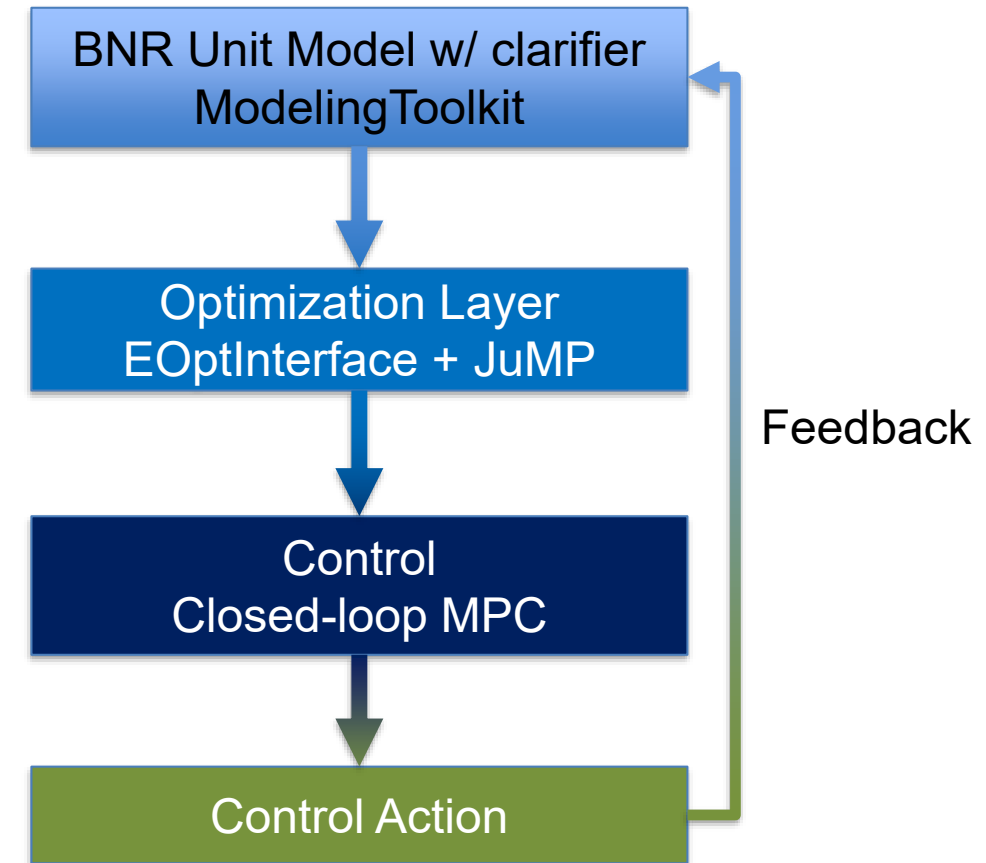 BNR Unit Model w/ clarifier
ModelingToolkit
Optimization Layer
EOptInterface + JuMP
Feedback
Control
Closed-loop MPC
Control Action